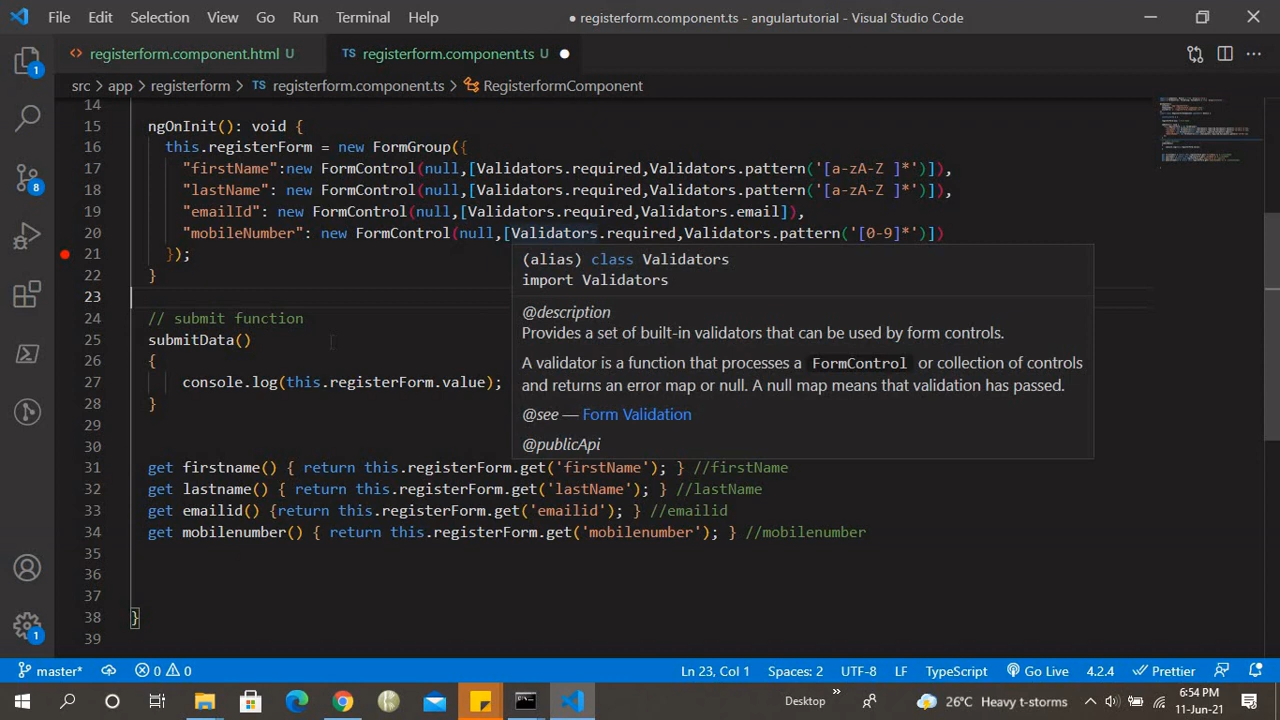 File Edit Selection View Go Run Terminal Help ● registerform.component.ts - angulartutorial - Visual Studio Code
<> registerform.component.html U TS registerform.component.ts U ●
src > app > registerform > TS registerform.component.ts > RegisterformComponent
14
15 ngOnInit(): void {
16 this.registerForm = new FormGroup({
17 "firstName":new FormControl(null,[Validators.required,Validators.pattern('[a-zA-Z ]*')]),
18 "lastName": new FormControl(null,[Validators.required,Validators.pattern('[a-zA-Z ]*')]),
19 "emailId": new FormControl(null,[Validators.required,Validators.email]),
20 "mobileNumber": new FormControl(null,[Validators.required,Validators.pattern('[0-9]*')])
21 });
22 }
23
24 // submit function
25 submitData()
26 {
27 console.log(this.registerForm.value);
28 }
29
30
31 get firstname() { return this.registerForm.get('firstName'); } //firstName
32 get lastname() { return this.registerForm.get('lastName'); } //lastName
33 get emailid() {return this.registerForm.get('emailid'); } //emailid
34 get mobilenumber() { return this.registerForm.get('mobilenumber'); } //mobilenumber
35
36
37
38 }
39
(alias) class Validators
import Validators
@description
Provides a set of built-in validators that can be used by form controls.
A validator is a function that processes a FormControl or collection of controls
and returns an error map or null. A null map means that validation has passed.
@see — Form Validation
@publicApi
1
8
1
master* 0 0 Ln 23, Col 1 Spaces: 2 UTF-8 LF TypeScript Go Live 4.2.4 Prettier
Desktop » 26°C Heavy t-storms 6:54 PM
11-Jun-21 1